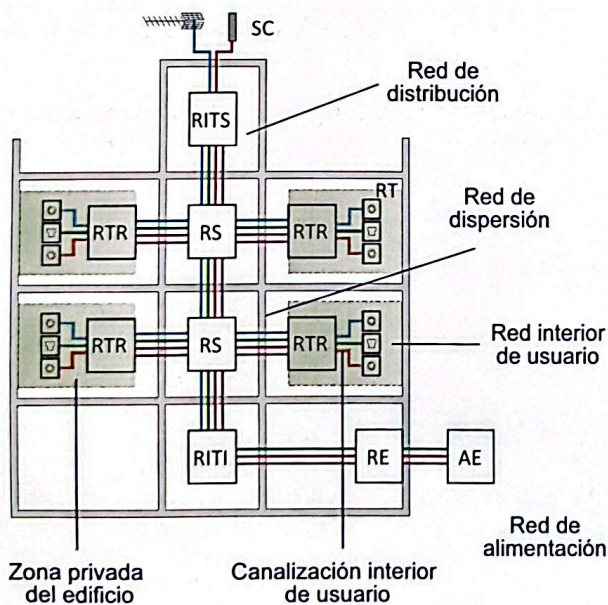 SC
Red de
distribución
RITS
RT
Red de
dispersión
RTR
RS
RTR
RTR
RS
RTR
Red interior
de usuario
RITI
RE
AE
Red de
alimentación
Zona privada
del edificio
Canalización interior
de usuario